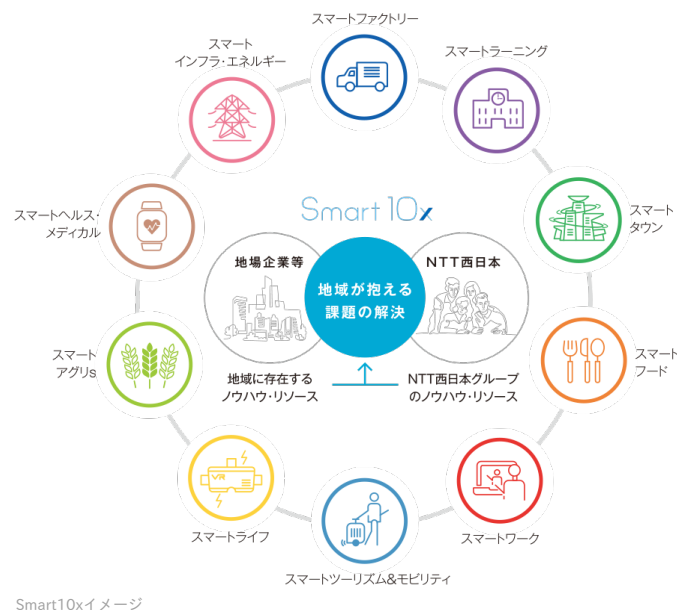 スマートファクトリー
スマート
インフラ・エネルギー
スマートラーニング
スマートヘルス・
メディカル
Smart 10x
スマート
タウン
地場企業等
地域が抱える
課題の解決
NTT西日本
スマート
アグリs
地域に存在する
ノウハウ・リソース
NTT西日本グループ
のノウハウ・リソース
スマート
フード
VR
スマートライフ
スマートワーク
スマートツーリズム&モビリティ
Smart10xイメージ